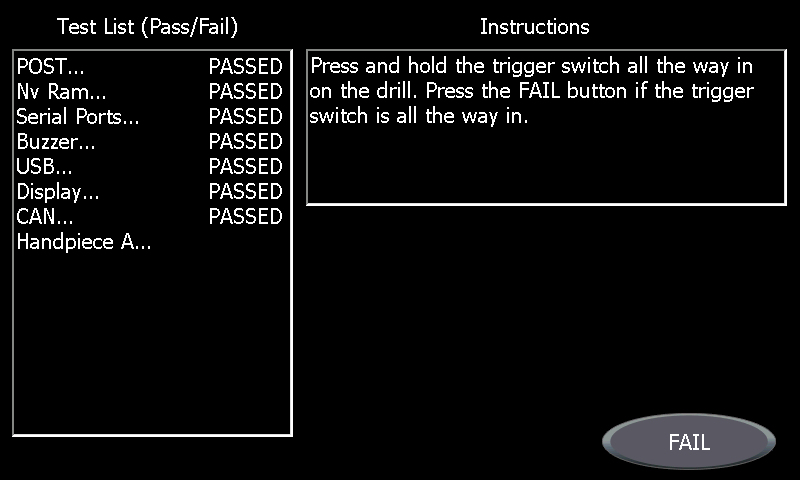 Test List (Pass/Fail)
POST... PASSED
Nv Ram... PASSED
Serial Ports... PASSED
Buzzer... PASSED
USB... PASSED
Display... PASSED
CAN... PASSED
Handpiece A...
Instructions
Press and hold the trigger switch all the way in
on the drill. Press the FAIL button if the trigger
switch is all the way in.
FAIL